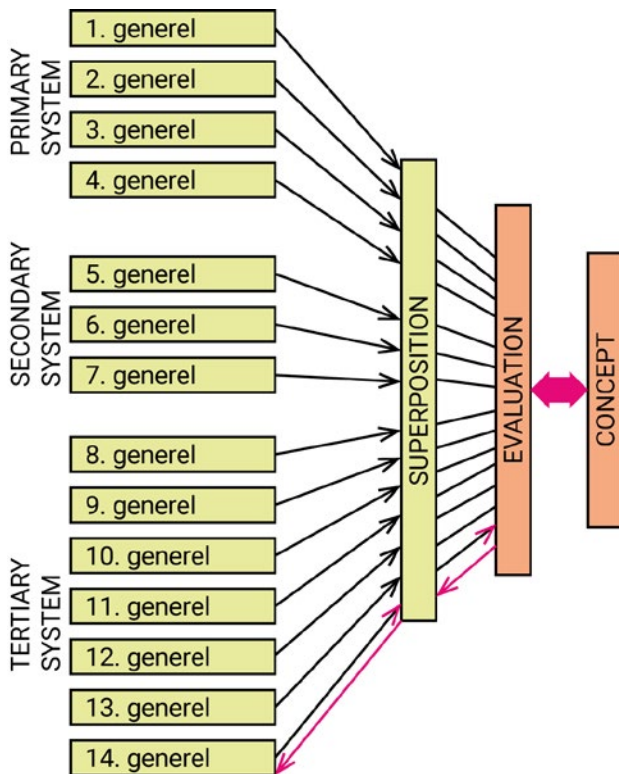 PRIMARY
SYSTEM
1. generel
2. generel
3. generel
4. generel
SECONDARY
SYSTEM
5. generel
6. generel
7. generel
TERTIARY
SYSTEM
8. generel
9. generel
10. generel
11. generel
12. generel
13. generel
14. generel
SUPERPOSITION
EVALUATION
CONCEPT